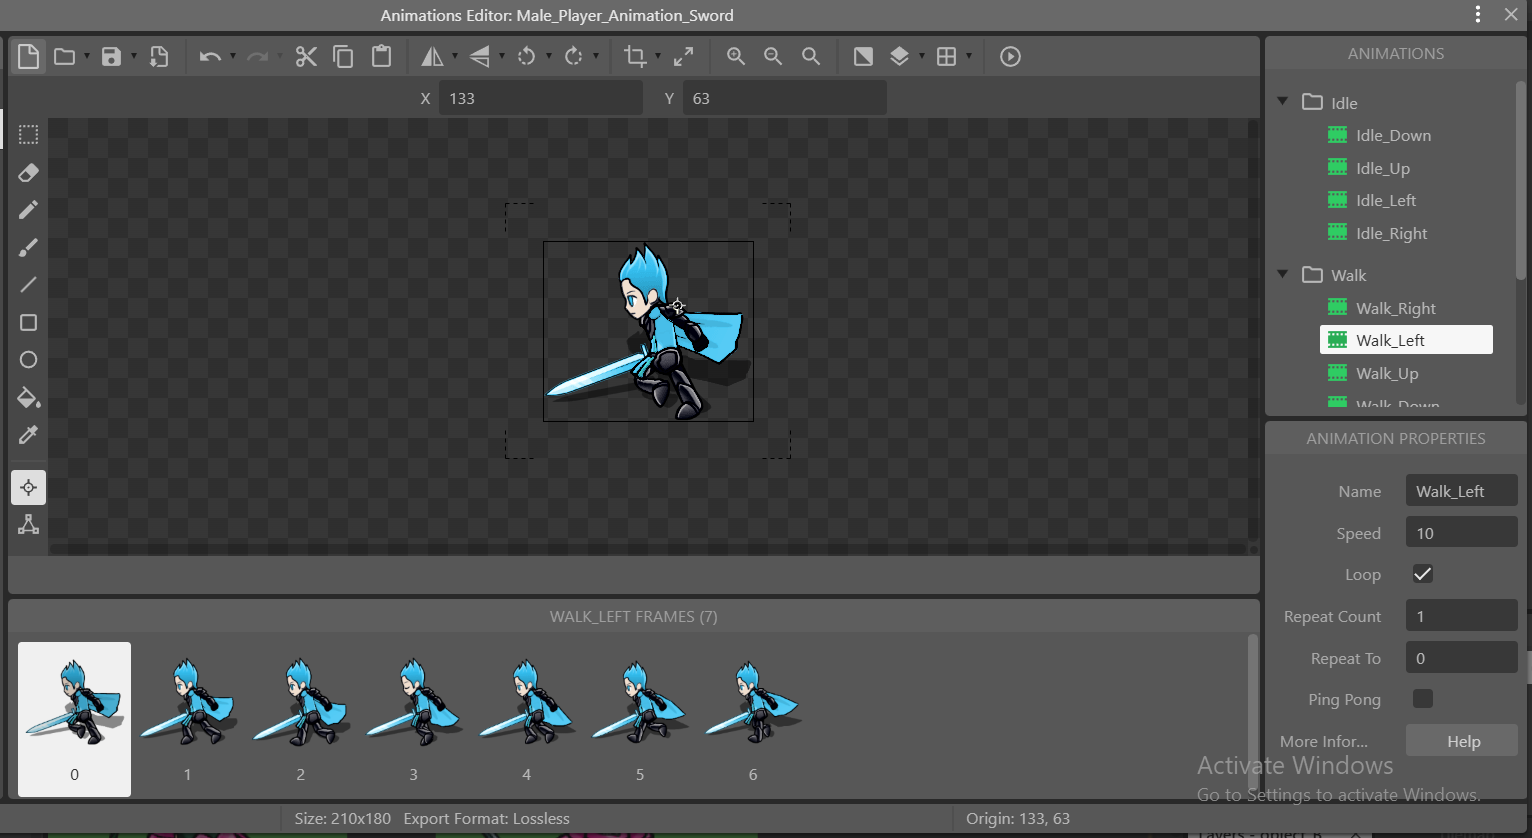 Animations Editor: Male_Player_Animation_Sword
X 133 Y 63
ANIMATIONS
Idle
Idle_Down
Idle_Up
Idle_Left
Idle_Right
Walk
Walk_Right
Walk_Left
Walk_Up
Walk_Down
ANIMATION PROPERTIES
Name Walk_Left
Speed 10
Loop
Repeat Count 1
Repeat To 0
Ping Pong
More Infor... Help
WALK_LEFT FRAMES (7)
0 1 2 3 4 5 6
Activate Windows
Go to Settings to activate Windows.
Size: 210x180 Export Format: Lossless
Origin: 133, 63